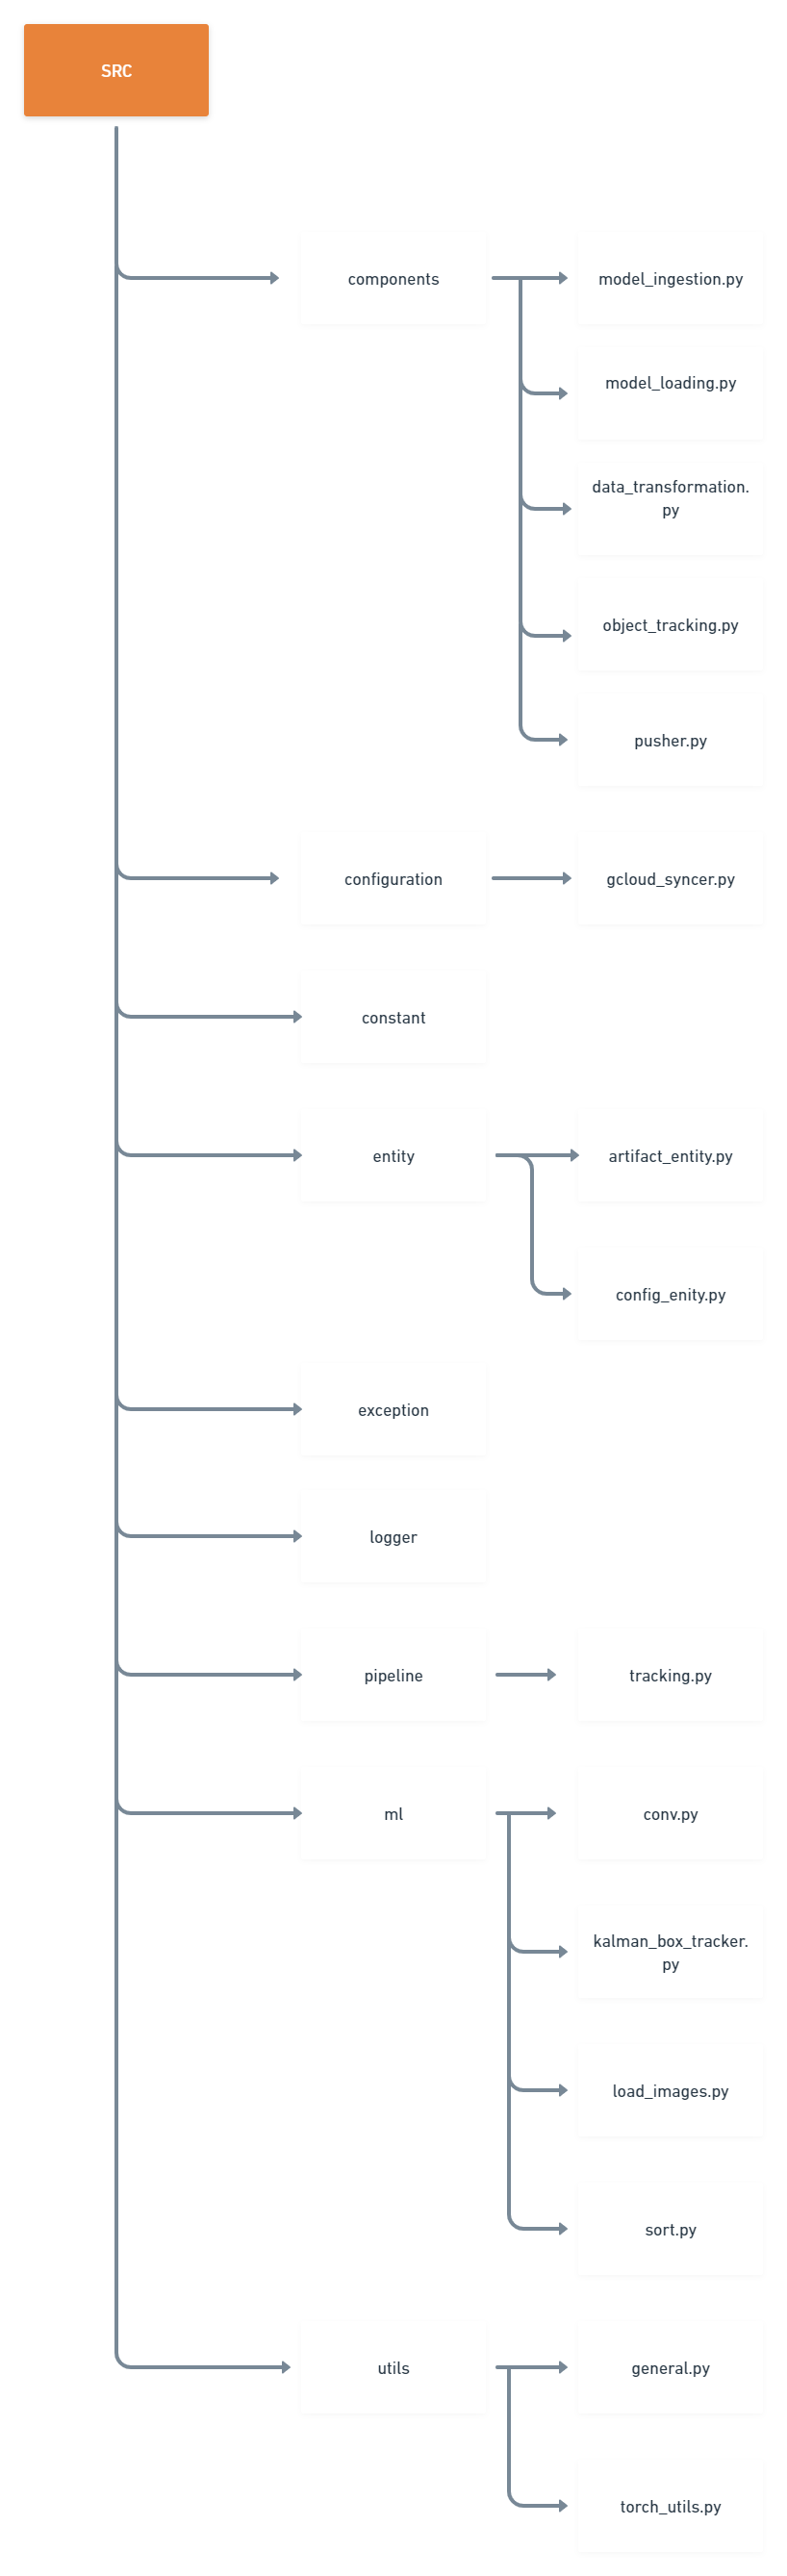 SRC
components
model_ingestion.py
model_loading.py
data_transformation.
py
object_tracking.py
pusher.py
configuration
gcloud_syncer.py
constant
entity
artifact_entity.py
config_enity.py
exception
logger
pipeline
tracking.py
ml
conv.py
kalman_box_tracker.
py
load_images.py
sort.py
utils
general.py
torch_utils.py